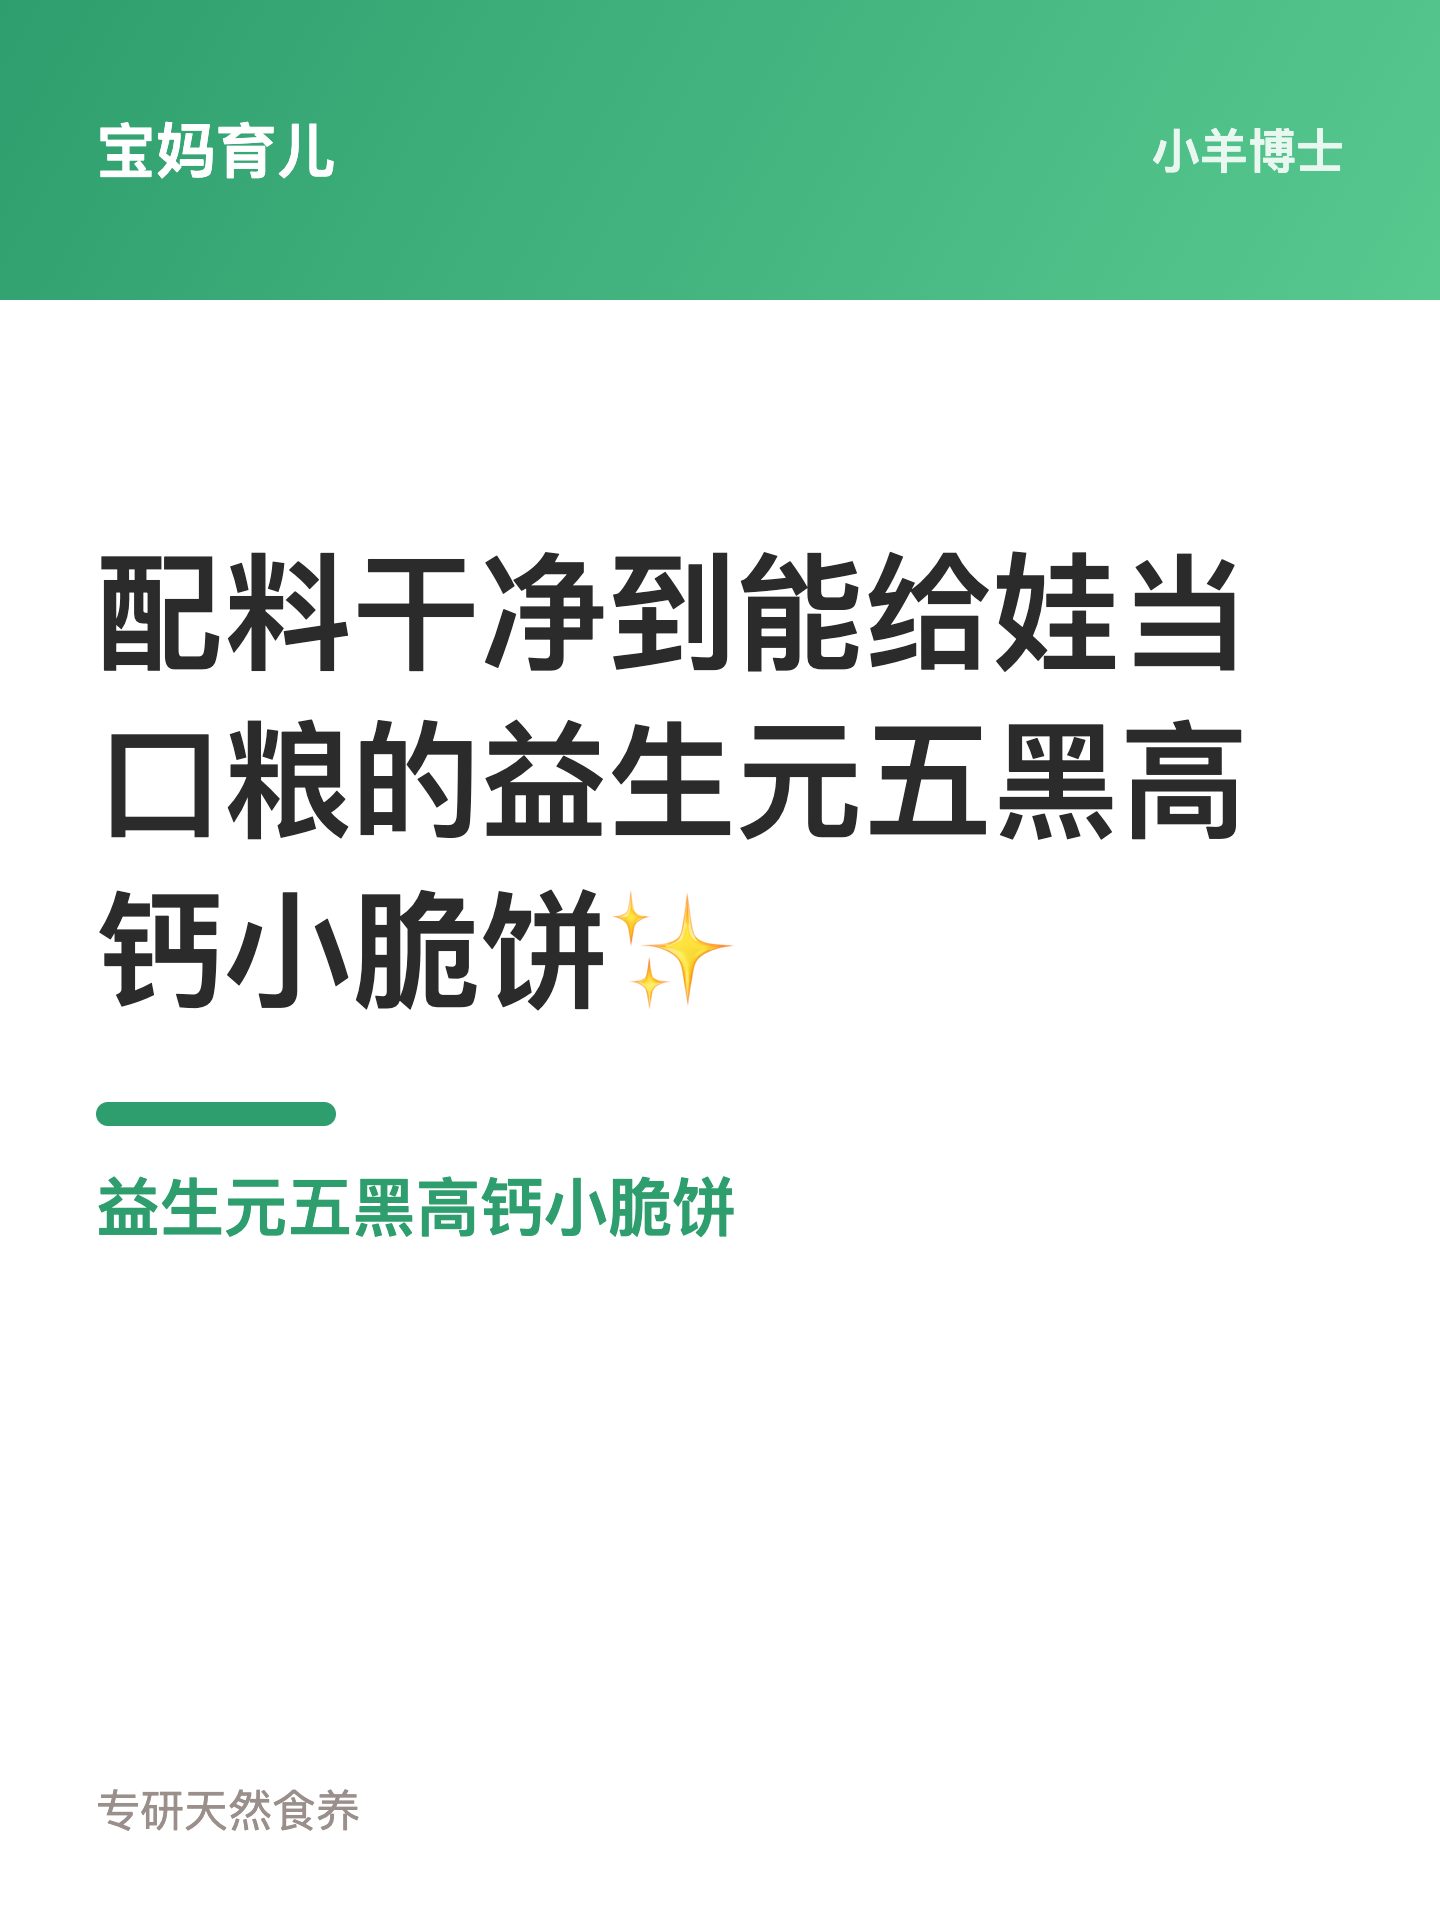 宝妈育儿
小羊博士
配料干净到能给娃当
口粮的益生元五黑高
钙小脆饼✨
益生元五黑高钙小脆饼
专研天然食养